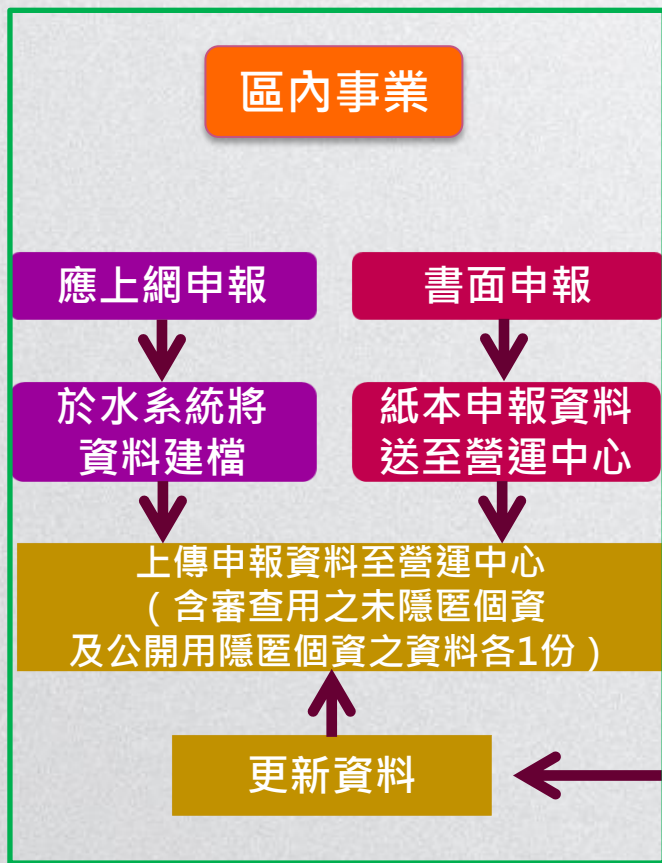 區內事業
應上網申報
書面申報
於水系統將
資料建檔
紙本申報資料
送至營運中心
上傳申報資料至營運中心
（含審查用之未隱匿個資
及公開用隱匿個資之資料各1份）
更新資料